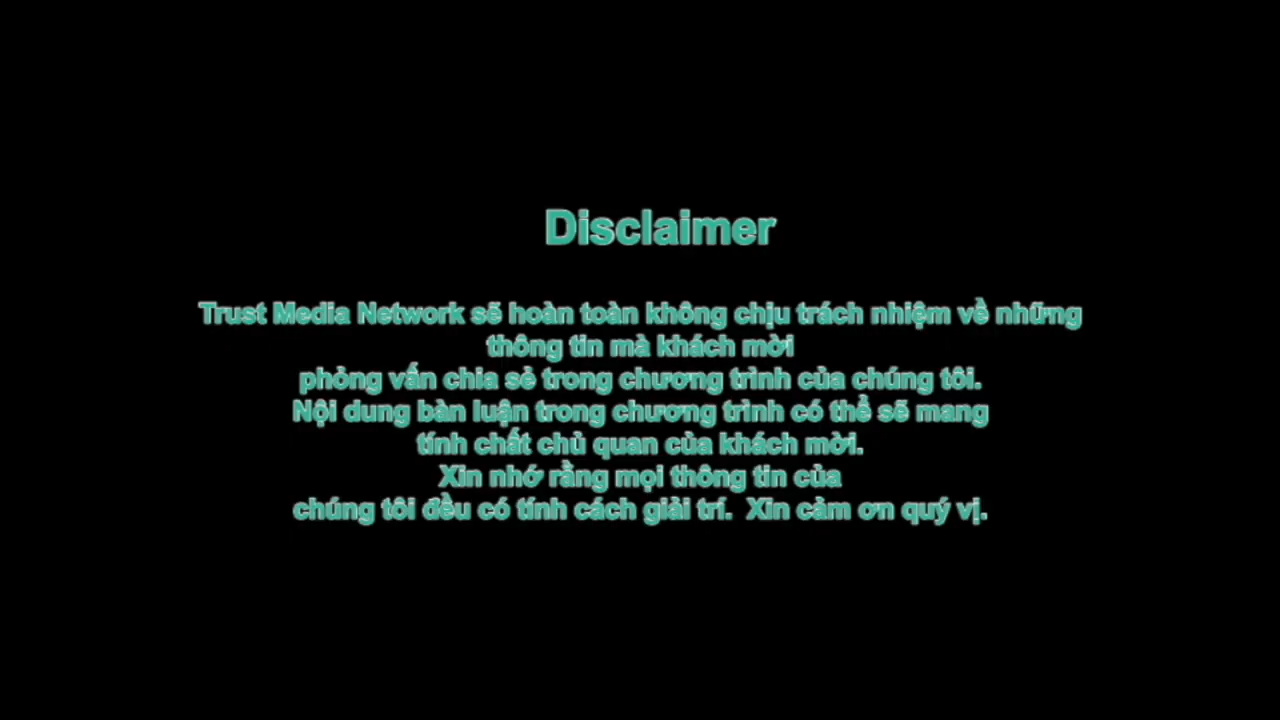 Disclaimer
Trust Media Network sẽ hoàn toàn không chịu trách nhiệm về những
thông tin mà khách mời
phỏng vấn chia sẻ trong chương trình của chúng tôi.
Nội dung bàn luận trong chương trình có thể sẽ mang
tính chất chủ quan của khách mời.
Xin nhớ rằng mọi thông tin của
chúng tôi đều có tính cách giải trí.  Xin cảm ơn quý vị.